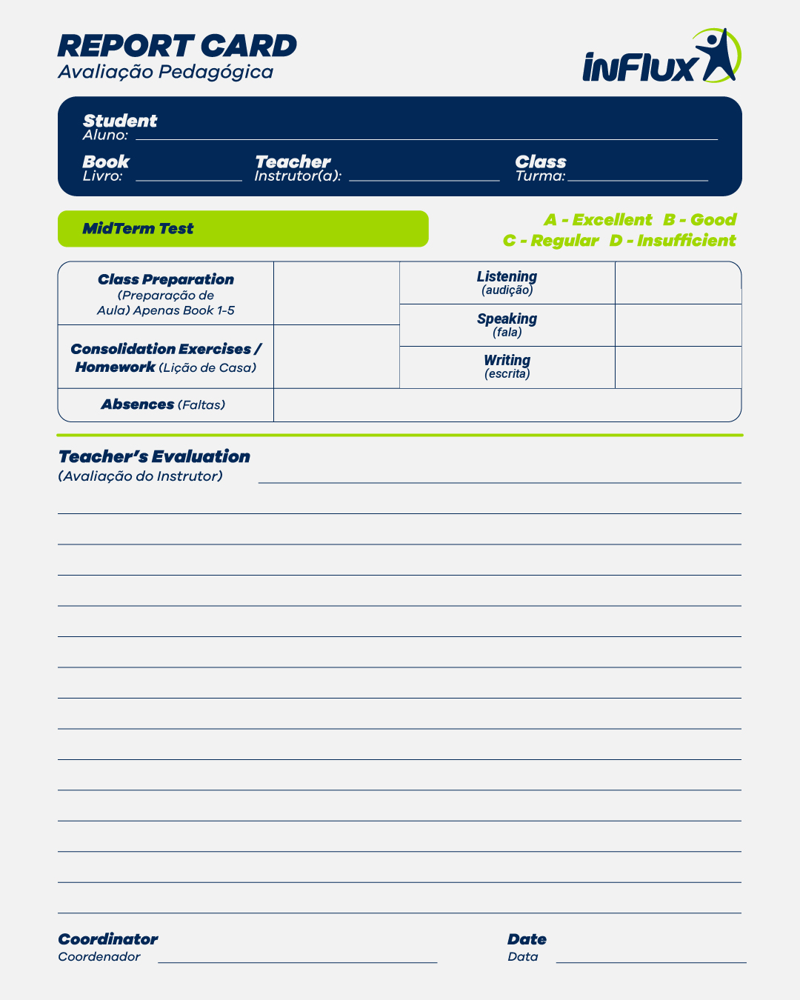 REPORT CARD
Avaliação Pedagógica
inFlux
Student
Aluno:
Book
Livro:
Teacher
Instrutor(a):
Class
Turma:
MidTerm Test
A - Excellent B - Good
C - Regular D - Insufficient
Class Preparation
(Preparação de
Aula) Apenas Book 1-5
Listening
(audição)
Speaking
(fala)
Consolidation Exercises /
Homework (Lição de Casa)
Writing
(escrita)
Absences (Faltas)
Teacher’s Evaluation
(Avaliação do Instrutor)
Coordinator
Coordenador
Date
Data